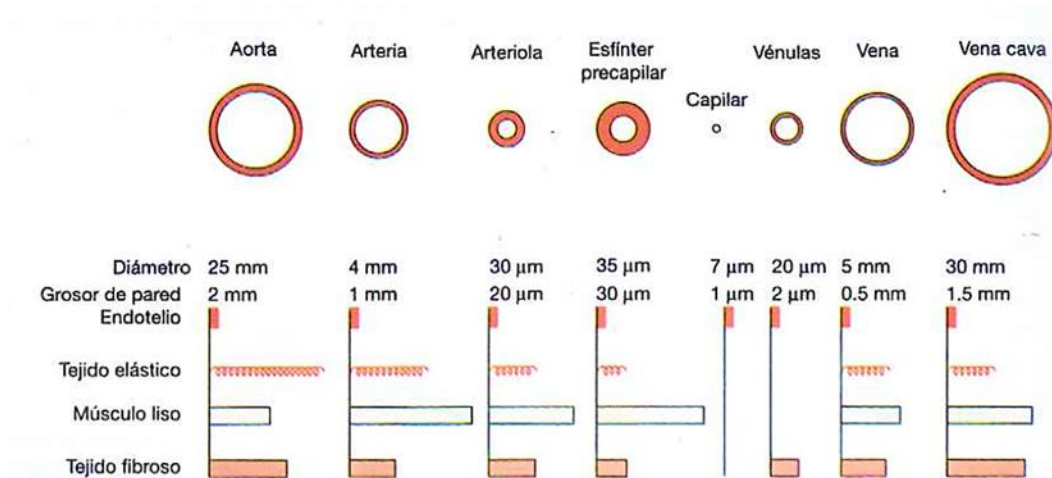 Aorta
Arteria
Arteriola
Esfínter
precapilar
Capilar
Vénulas
Vena
Vena cava
Diámetro 25 mm 4 mm 30 μm 35 μm 7 μm 20 μm 5 mm 30 mm
Grosor de pared 2 mm 1 mm 20 μm 30 μm 1 μm 2 μm 0.5 mm 1.5 mm
Endotelio
Tejido elástico
Músculo liso
Tejido fibroso